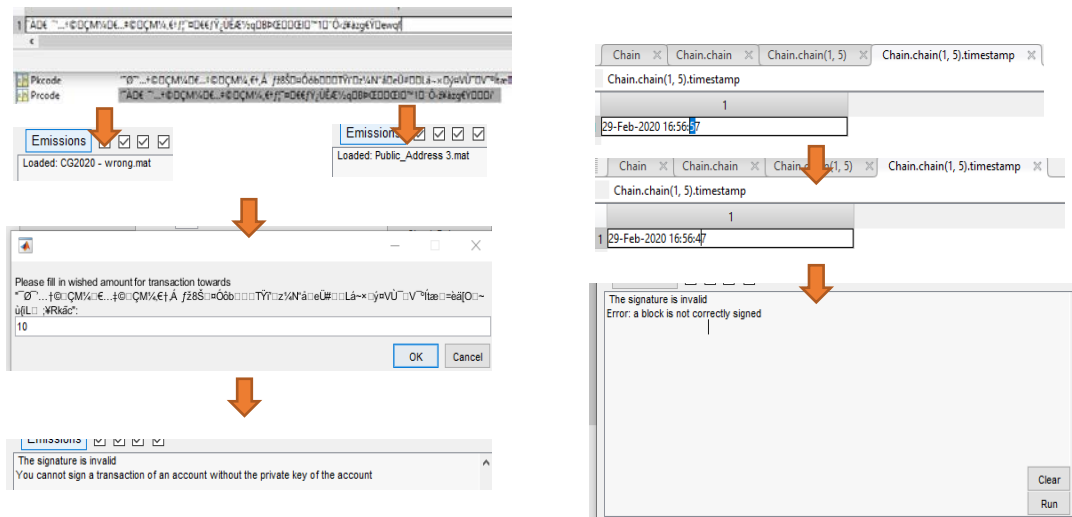 Pkcode
Prcode
Emissions
Loaded: CG2020 - wrong.mat
Emissions
Loaded: Public_Address 3.mat
Please fill in wished amount for transaction towards
10
OK Cancel
Emissions
The signature is invalid
You cannot sign a transaction of an account without the private key of the account
Chain Chain.chain Chain.chain(1, 5) Chain.chain(1, 5).timestamp
Chain.chain(1, 5).timestamp
1
29-Feb-2020 16:56:57
Chain Chain.chain Chain.chain(1, 5) Chain.chain(1, 5).timestamp
Chain.chain(1, 5).timestamp
1
1 29-Feb-2020 16:56:47
The signature is invalid
Error: a block is not correctly signed
Clear
Run